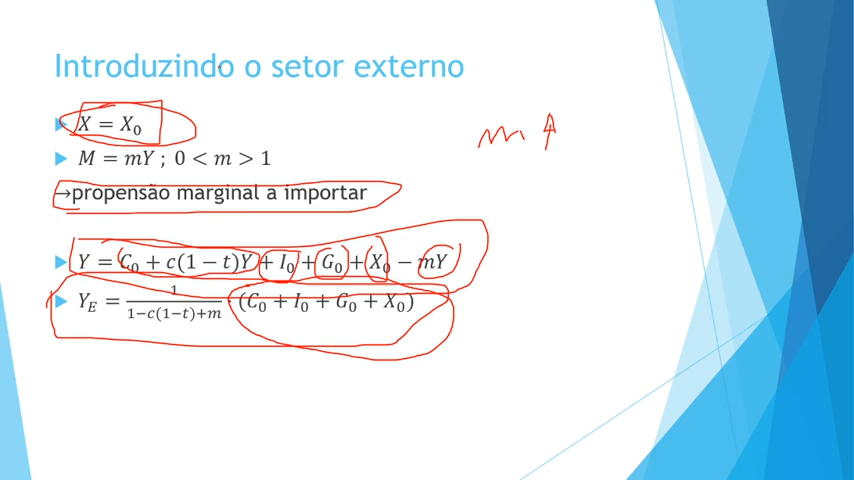 Introduzindo o setor externo
X = X₀
m ↑
M = mY ; 0 < m > 1
→propensão marginal a importar
Y = C₀ + c(1 − t)Y + I₀ + G₀ + X₀ − mY
Y_E = 1/(1−c(1−t)+m) · (C₀ + I₀ + G₀ + X₀)